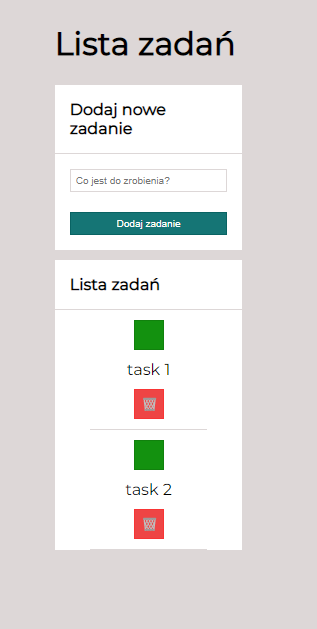 Lista zadań
Dodaj nowe
zadanie
Co jest do zrobienia?
Dodaj zadanie
Lista zadań
task 1
task 2